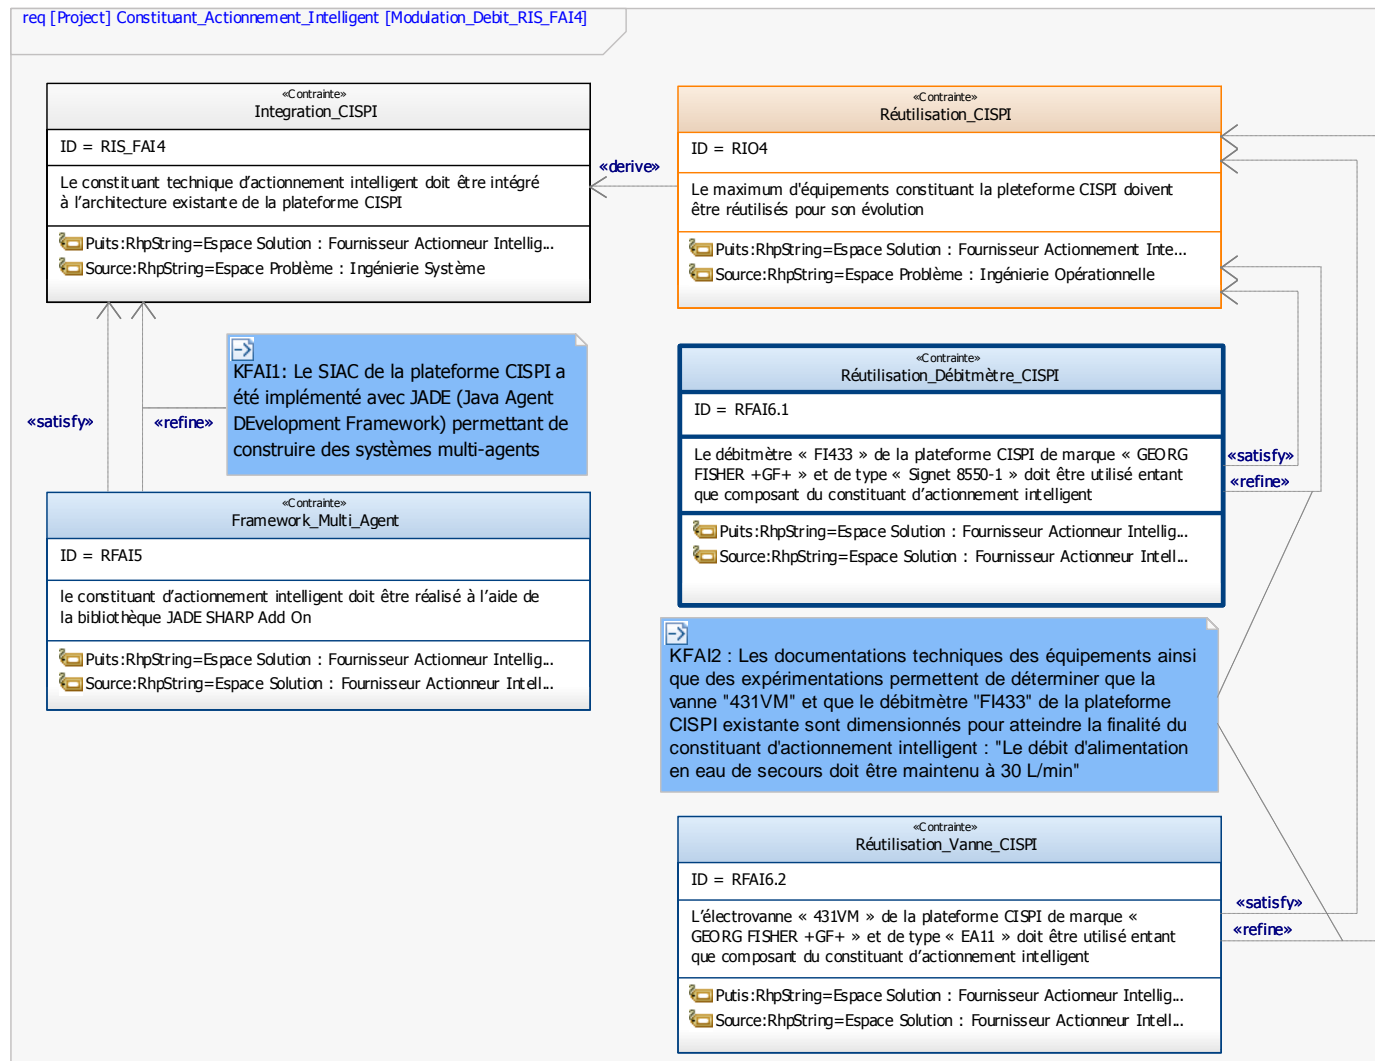 req [Project] Constituant_Actionnement_Intelligent [Modulation_Debit_RIS_FAI4]
«Contrainte»
Integration_CISPI
ID = RIS_FAI4
Le constituant technique d'actionnement intelligent doit être intégré
à l'architecture existante de la plateforme CISPI
Puits:RhpString=Espace Solution : Fournisseur Actionneur Intellig...
Source:RhpString=Espace Problème : Ingénierie Système
«derive»
«Contrainte»
Réutilisation_CISPI
ID = RIO4
Le maximum d'équipements constituant la pleteforme CISPI doivent
être réutilisés pour son évolution
Puits:RhpString=Espace Solution : Fournisseur Actionnement Inte...
Source:RhpString=Espace Problème : Ingénierie Opérationnelle
KFAI1: Le SIAC de la plateforme CISPI a
été implémenté avec JADE (Java Agent
DEvelopment Framework) permettant de
construire des systèmes multi-agents
«satisfy»
«refine»
«Contrainte»
Framework_Multi_Agent
ID = RFAI5
le constituant d'actionnement intelligent doit être réalisé à l'aide de
la bibliothèque JADE SHARP Add On
Puits:RhpString=Espace Solution : Fournisseur Actionneur Intellig...
Source:RhpString=Espace Solution : Fournisseur Actionneur Intell...
«Contrainte»
Réutilisation_Débitmètre_CISPI
ID = RFAI6.1
Le débitmètre « FI433 » de la plateforme CISPI de marque « GEORG
FISHER +GF+ » et de type « Signet 8550-1 » doit être utilisé entant
que composant du constituant d'actionnement intelligent
Puits:RhpString=Espace Solution : Fournisseur Actionneur Intellig...
Source:RhpString=Espace Solution : Fournisseur Actionneur Intell...
«satisfy»
«refine»
KFAI2 : Les documentations techniques des équipements ainsi
que des expérimentations permettent de déterminer que la
vanne "431VM" et que le débitmètre "FI433" de la plateforme
CISPI existante sont dimensionnés pour atteindre la finalité du
constituant d'actionnement intelligent : "Le débit d'alimentation
en eau de secours doit être maintenu à 30 L/min"
«Contrainte»
Réutilisation_Vanne_CISPI
ID = RFAI6.2
L'électrovanne « 431VM » de la plateforme CISPI de marque «
GEORG FISHER +GF+ » et de type « EA11 » doit être utilisé entant
que composant du constituant d'actionnement intelligent
Putis:RhpString=Espace Solution : Fournisseur Actionneur Intellig...
Source:RhpString=Espace Solution : Fournisseur Actionneur Intell...
«satisfy»
«refine»